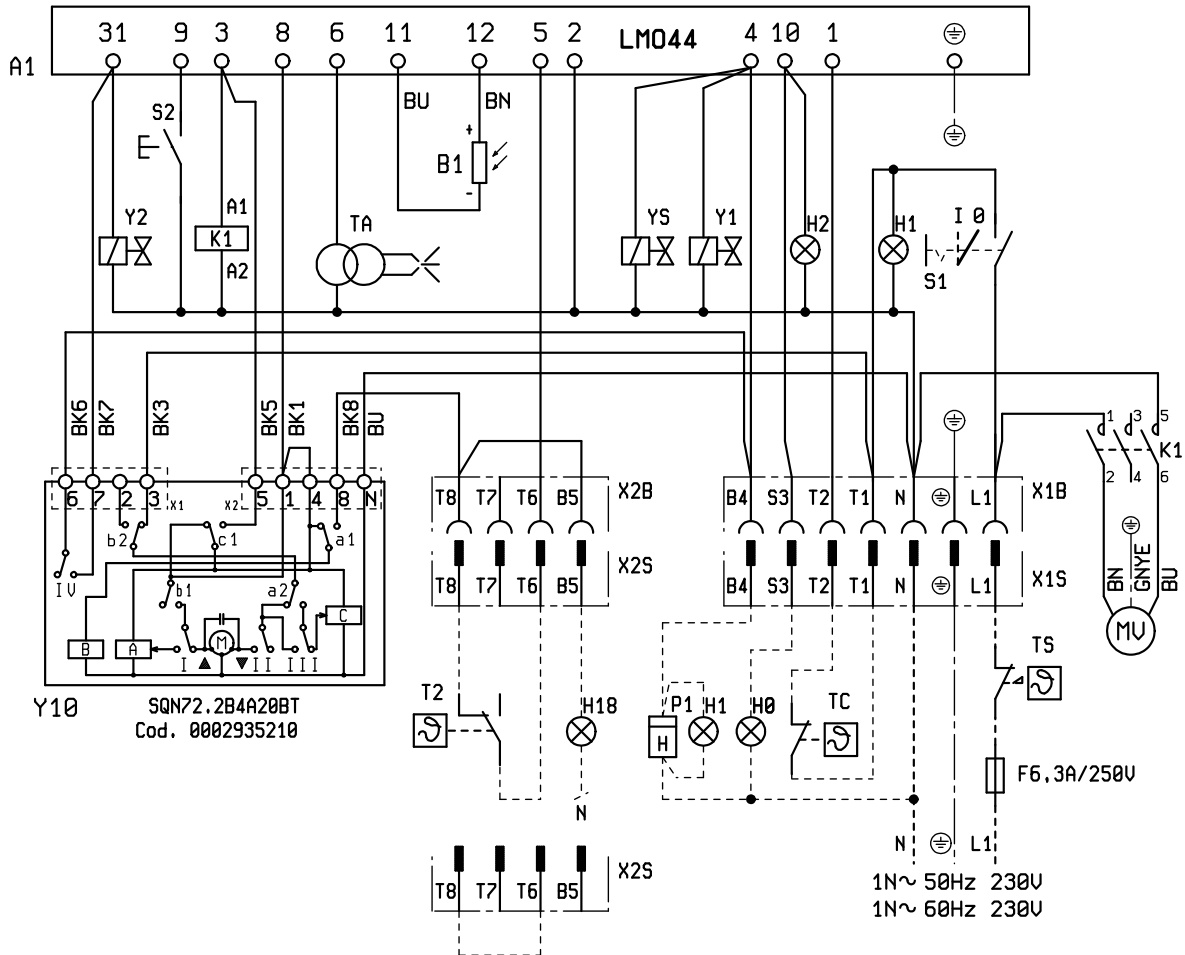 31 9 3 8 6 11 12 5 2 LMO44 4 10 1
A1
S2
BU BN
+
B1
-
Y2
A1
K1
A2
TA
YS Y1 H2 H1 I 0
S1
BK6 BK7 BK3 BK5 BK1 BK8 BU
6 7 2 3 X1 X2 5 1 4 8 N
b2 c1 a1
IV b1 a2
B A I M II III C
Y10
SQN72.2B4A20BT
Cod. 0002935210
T8 T7 T6 B5 X2B
X2S
T8 T7 T6 B5
B4 S3 T2 T1 N L1 X1B
X1S
B4 S3 T2 T1 N L1
1 3 5
K1
2 4 6
BN GNYE BU
MV
TS
T2 H18
N
P1 H1 H0 TC
H
F6,3A/250V
N L1
X2S
T8 T7 T6 B5
1N~ 50Hz 230V
1N~ 60Hz 230V